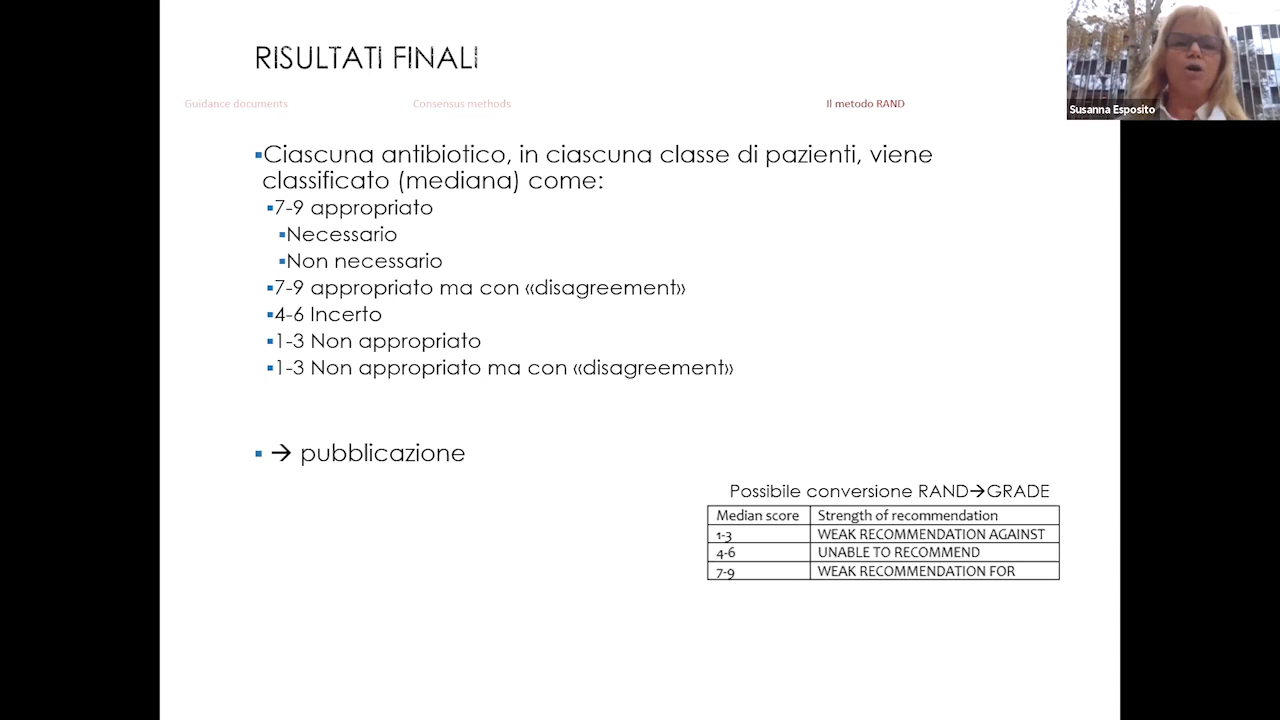 RISULTATI FINALI
Susanna Esposito
Guidance documents
Consensus methods
Il metodo RAND
▪Ciascuna antibiotico, in ciascuna classe di pazienti, viene
classificato (mediana) come:
▪7-9 appropriato
▪Necessario
▪Non necessario
▪7-9 appropriato ma con «disagreement»
▪4-6 Incerto
▪1-3 Non appropriato
▪1-3 Non appropriato ma con «disagreement»
▪ → pubblicazione
Possibile conversione RAND→GRADE
Median score Strength of recommendation
1-3 WEAK RECOMMENDATION AGAINST
4-6 UNABLE TO RECOMMEND
7-9 WEAK RECOMMENDATION FOR